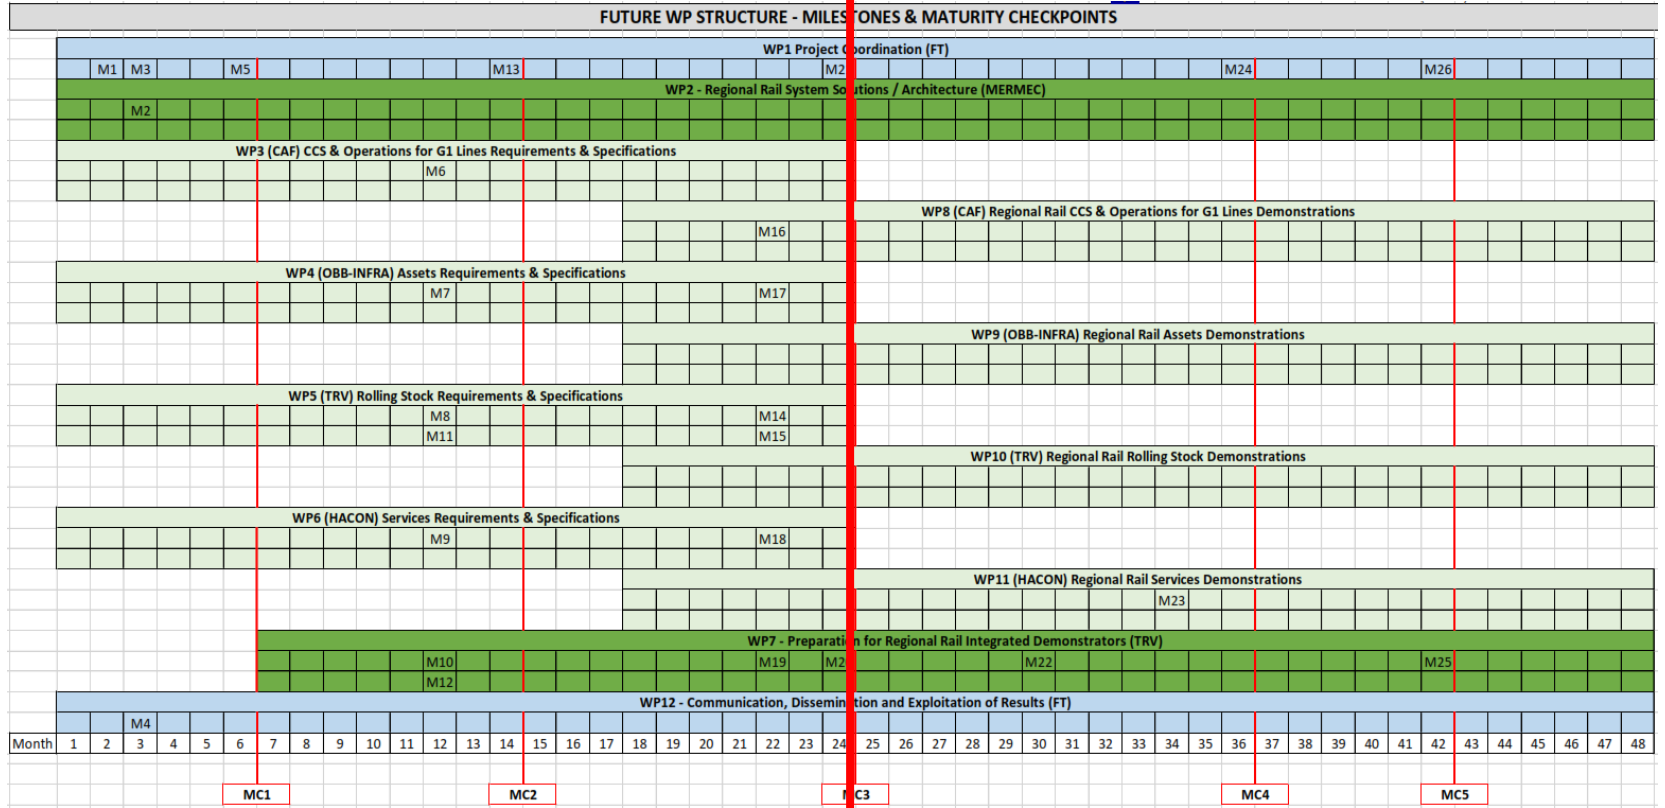 FUTURE WP STRUCTURE - MILESTONES & MATURITY CHECKPOINTS
WP1 Project Coordination (FT)
M1 M3 M5 M13 M2 M24 M26
WP2 - Regional Rail System Solutions / Architecture (MERMEC)
M2
WP3 (CAF) CCS & Operations for G1 Lines Requirements & Specifications
M6
WP8 (CAF) Regional Rail CCS & Operations for G1 Lines Demonstrations
M16
WP4 (OBB-INFRA) Assets Requirements & Specifications
M7 M17
WP9 (OBB-INFRA) Regional Rail Assets Demonstrations
WP5 (TRV) Rolling Stock Requirements & Specifications
M8 M14
M11 M15
WP10 (TRV) Regional Rail Rolling Stock Demonstrations
WP6 (HACON) Services Requirements & Specifications
M9 M18
WP11 (HACON) Regional Rail Services Demonstrations
M23
WP7 - Preparation for Regional Rail Integrated Demonstrators (TRV)
M10 M19 M2 M22 M25
M12
WP12 - Communication, Dissemination and Exploitation of Results (FT)
M4
Month 1 2 3 4 5 6 7 8 9 10 11 12 13 14 15 16 17 18 19 20 21 22 23 24 25 26 27 28 29 30 31 32 33 34 35 36 37 38 39 40 41 42 43 44 45 46 47 48
MC1 MC2 MC3 MC4 MC5